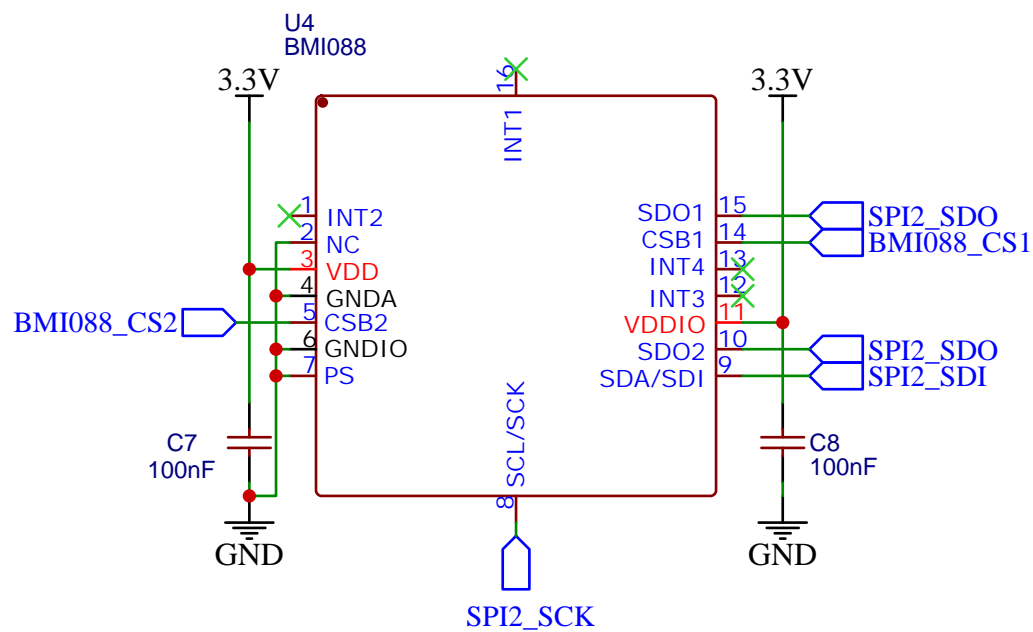 U4
BMI088
3.3V
3.3V
16
INT1
1 INT2
2 NC
3 VDD
4 GNDA
BMI088_CS2 5 CSB2
6 GNDIO
7 PS
SDO1 15 SPI2_SDO
CSB1 14 BMI088_CS1
INT4 13
INT3 12
VDDIO 11
SDO2 10 SPI2_SDO
SDA/SDI 9 SPI2_SDI
C7
100nF
C8
100nF
SCL/SCK
8
GND
GND
SPI2_SCK